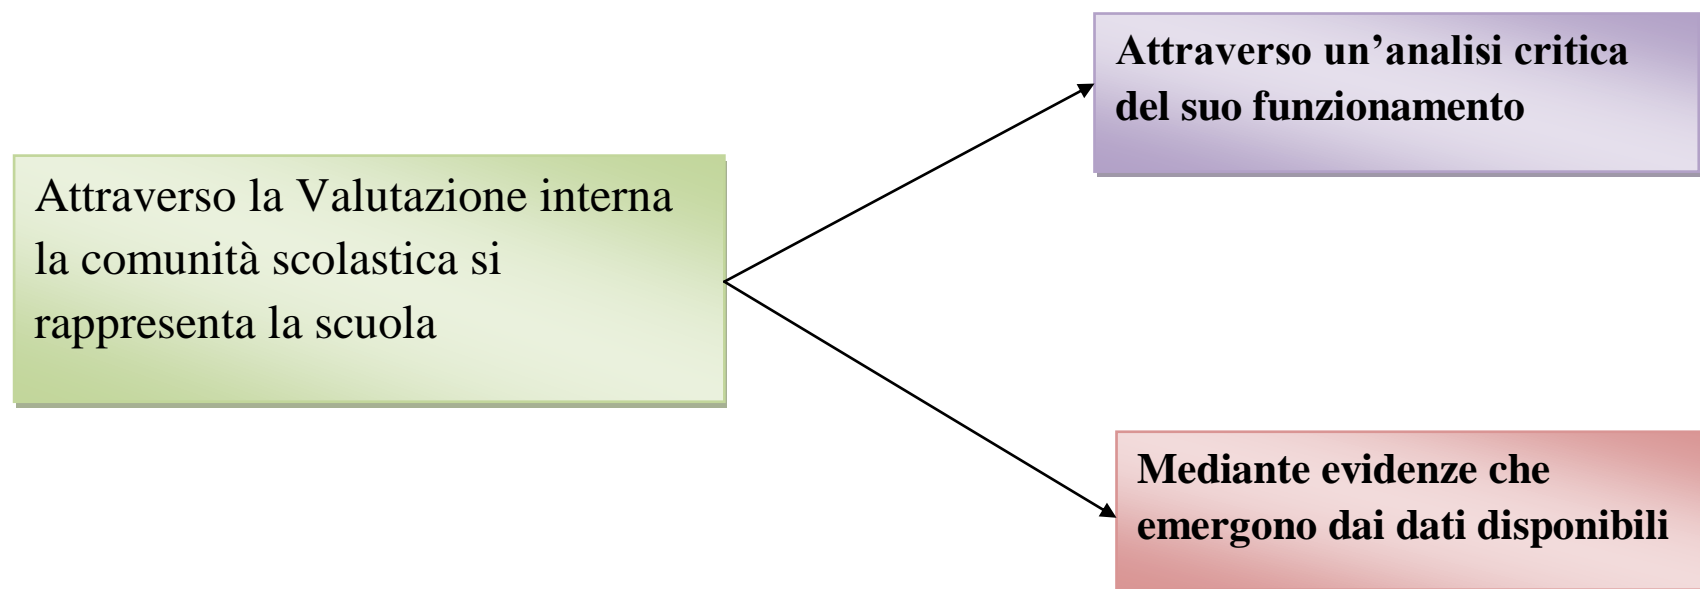 Attraverso un’analisi critica
del suo funzionamento
Attraverso la Valutazione interna
la comunità scolastica si
rappresenta la scuola
Mediante evidenze che
emergono dai dati disponibili